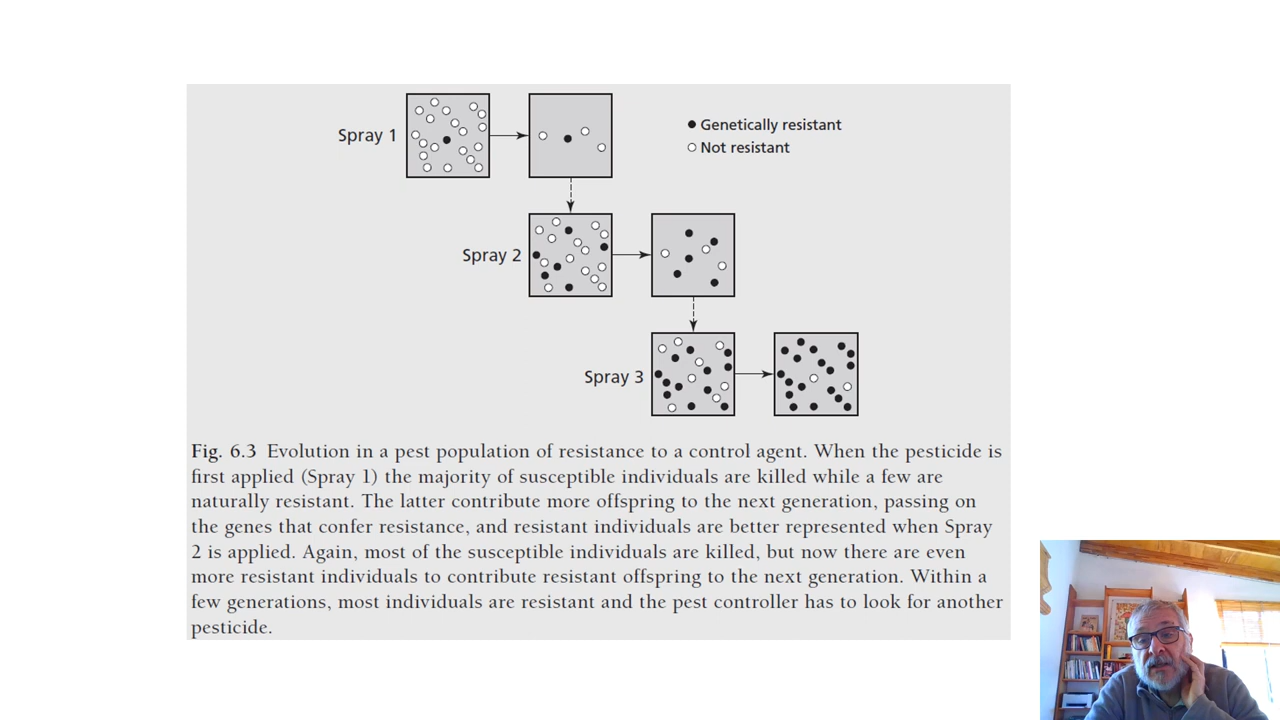 Spray 1
Genetically resistant
Not resistant
Spray 2
Spray 3
Fig. 6.3 Evolution in a pest population of resistance to a control agent. When the pesticide is
first applied (Spray 1) the majority of susceptible individuals are killed while a few are
naturally resistant. The latter contribute more offspring to the next generation, passing on
the genes that confer resistance, and resistant individuals are better represented when Spray
2 is applied. Again, most of the susceptible individuals are killed, but now there are even
more resistant individuals to contribute resistant offspring to the next generation. Within a
few generations, most individuals are resistant and the pest controller has to look for another
pesticide.